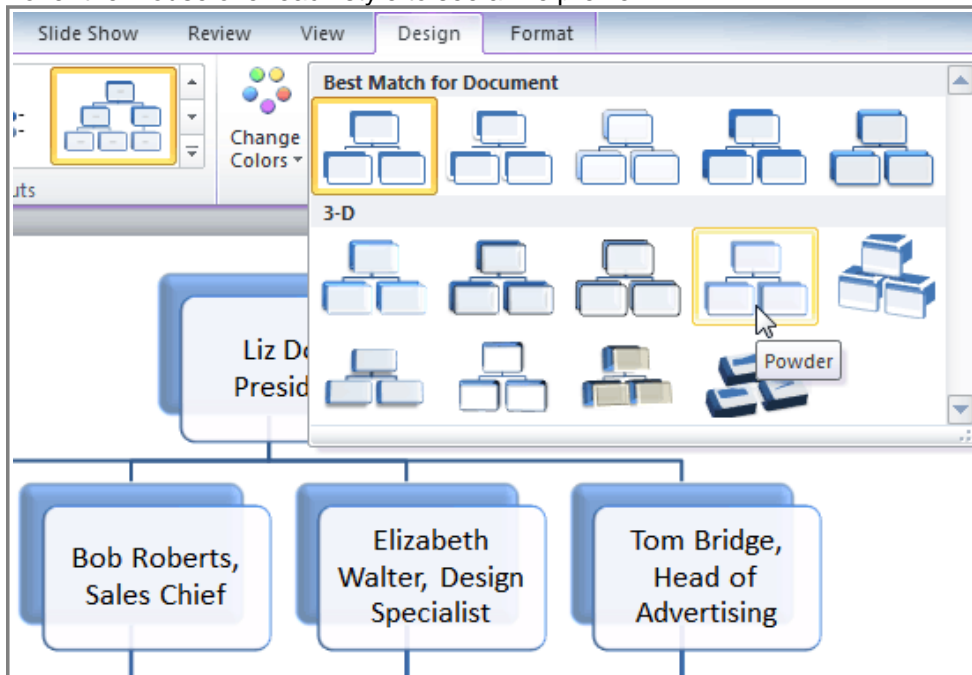 Slide Show Review View Design Format
Best Match for Document
Change
Colors
3-D
Powder
Liz
Bob Roberts,
Sales Chief
Elizabeth
Walter, Design
Specialist
Tom Bridge,
Head of
Advertising